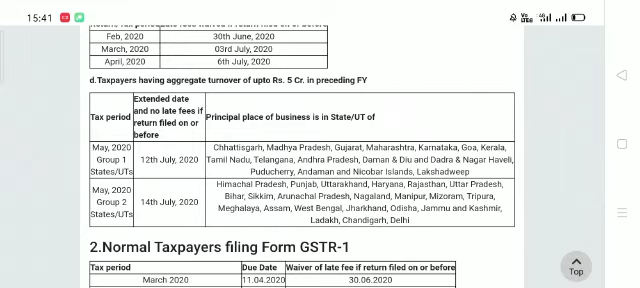 15:41
Feb, 2020 30th June, 2020
March, 2020 03rd July, 2020
April, 2020 6th July, 2020
d.Taxpayers having aggregate turnover of upto Rs. 5 Cr. in preceding FY
Tax period Extended date and no late fees if return filed on or before Principal place of business is in State/UT of
May, 2020 Group 1 States/UTs 12th July, 2020 Chhattisgarh, Madhya Pradesh, Gujarat, Maharashtra, Karnataka, Goa, Kerala,
Tamil Nadu, Telangana, Andhra Pradesh, Daman & Diu and Dadra & Nagar Haveli,
Puducherry, Andaman and Nicobar Islands, Lakshadweep
May, 2020 Group 2 States/UTs 14th July, 2020 Himachal Pradesh, Punjab, Uttarakhand, Haryana, Rajasthan, Uttar Pradesh,
Bihar, Sikkim, Arunachal Pradesh, Nagaland, Manipur, Mizoram, Tripura,
Meghalaya, Assam, West Bengal, Jharkhand, Odisha, Jammu and Kashmir,
Ladakh, Chandigarh, Delhi
2.Normal Taxpayers filing Form GSTR-1
Tax period Due Date Waiver of late fee if return filed on or before
March 2020 11.04.2020 30.06.2020
Top